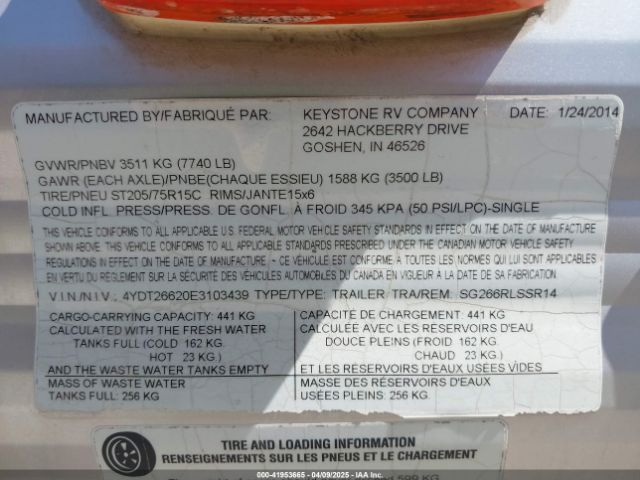 MANUFACTURED BY/FABRIQUÉ PAR: KEYSTONE RV COMPANY DATE: 1/24/2014
2642 HACKBERRY DRIVE
GOSHEN, IN 46526
GVWR/PNBV 3511 KG (7740 LB)
GAWR (EACH AXLE)/PNBE(CHAQUE ESSIEU) 1588 KG (3500 LB)
TIRE/PNEU ST205/75R15C RIMS/JANTE15x6
COLD INFL. PRESS/PRESS. DE GONFL. À FROID 345 KPA (50 PSI/LPC)-SINGLE
THIS VEHICLE CONFORMS TO ALL APPLICABLE U.S. FEDERAL MOTOR VEHICLE SAFETY STANDARDS IN EFFECT ON THE DATE OF MANUFACTURE
SHOWN ABOVE. THIS VEHICLE CONFORMS TO ALL APPLICABLE STANDARDS PRESCRIBED UNDER THE CANADIAN MOTOR VEHICLE SAFETY
REGULATIONS IN EFFECT ON THE DATE OF MANUFACTURE - CE VÉHICULE EST CONFORME À TOUTES LES NORMES QUI LUI SONT APPLICABLES
EN VERTU DU RÈGLEMENT SUR LA SÉCURITÉ DES VÉHICULES AUTOMOBILES DU CANADA EN VIGUEUR A LA DATE DE SA FABRICATION.
V.I.N./N.I.V.: 4YDT26620E3103439 TYPE/TYPE: TRAILER TRA/REM. SG266RLSSR14
CARGO-CARRYING CAPACITY: 441 KG
CALCULATED WITH THE FRESH WATER
TANKS FULL (COLD 162 KG.
HOT 23 KG.)
AND THE WASTE WATER TANKS EMPTY
MASS OF WASTE WATER
TANKS FULL: 256 KG
CAPACITÉ DE CHARGEMENT: 441 KG
CALCULÉE AVEC LES RÉSERVOIRS D'EAU
DOUCE PLEINS (FROID 162 KG.
CHAUD 23 KG.)
ET LES RÉSERVOIRS D'EAUX USÉES VIDES
MASSE DES RÉSERVOIRS D'EAUX
USÉES PLEINS: 256 KG.
TIRE AND LOADING INFORMATION
RENSEIGNEMENTS SUR LES PNEUS ET LE CHARGEMENT
000-41953665 - 04/09/2025 - IAA Inc.